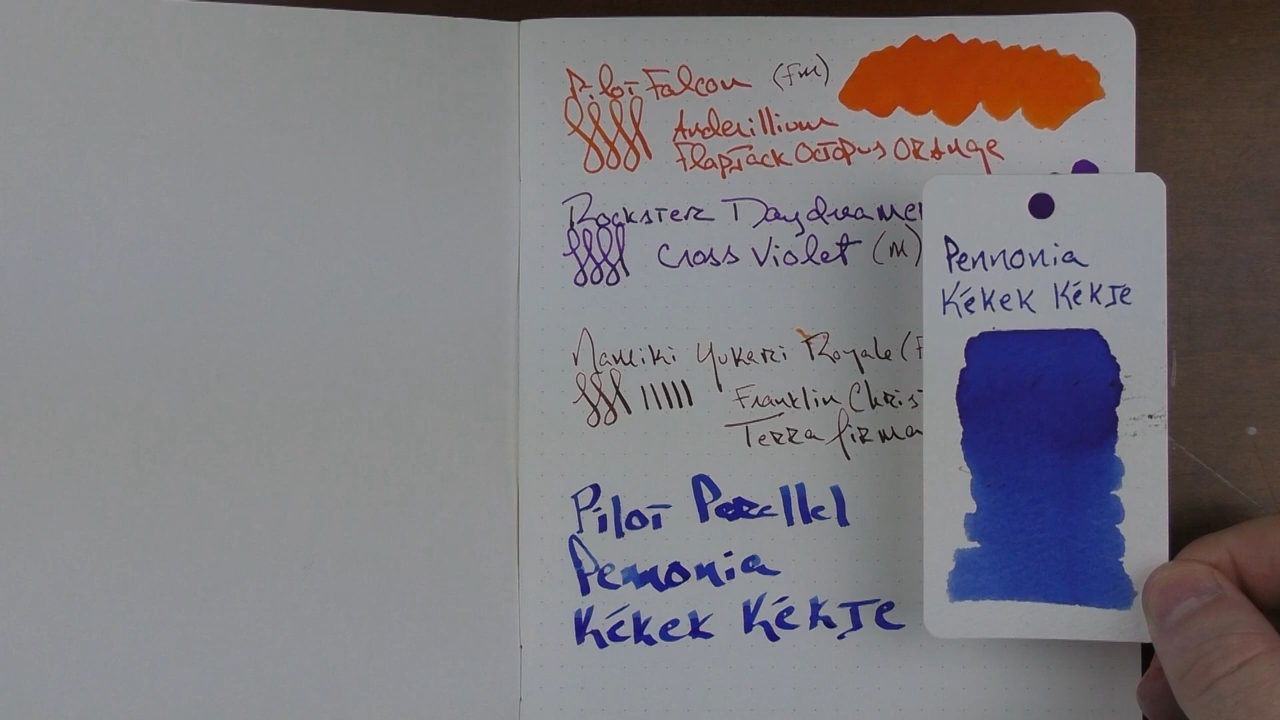 Pilot Falcon (FM)
Anderillium
Flapjack Octopus Orange
Rockster Daydreamer
Cross Violet (M)
Namiki Yukari Royale (F
Franklin Chris
Terra firma
Pilot Parallel
Pennonia
Kékek Kékje
Pennonia
Kékek Kékje